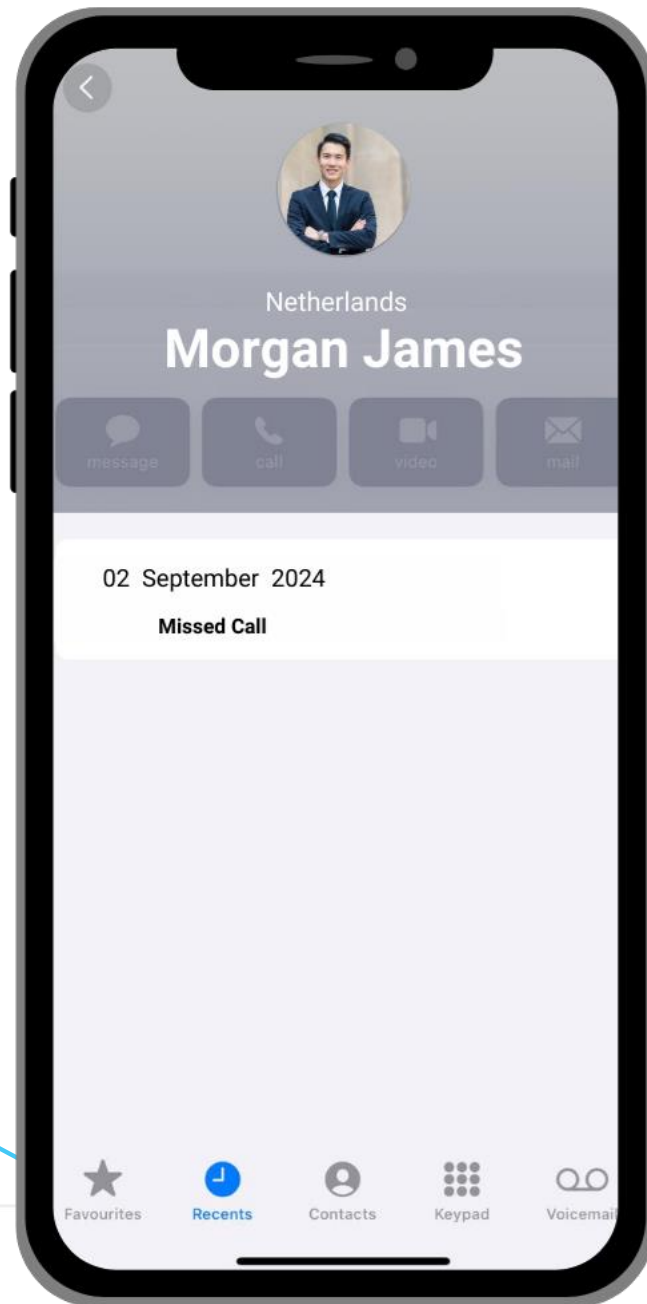 Netherlands
Morgan James
message call video mail
02 September 2024
Missed Call
Favourites Recents Contacts Keypad Voicemail